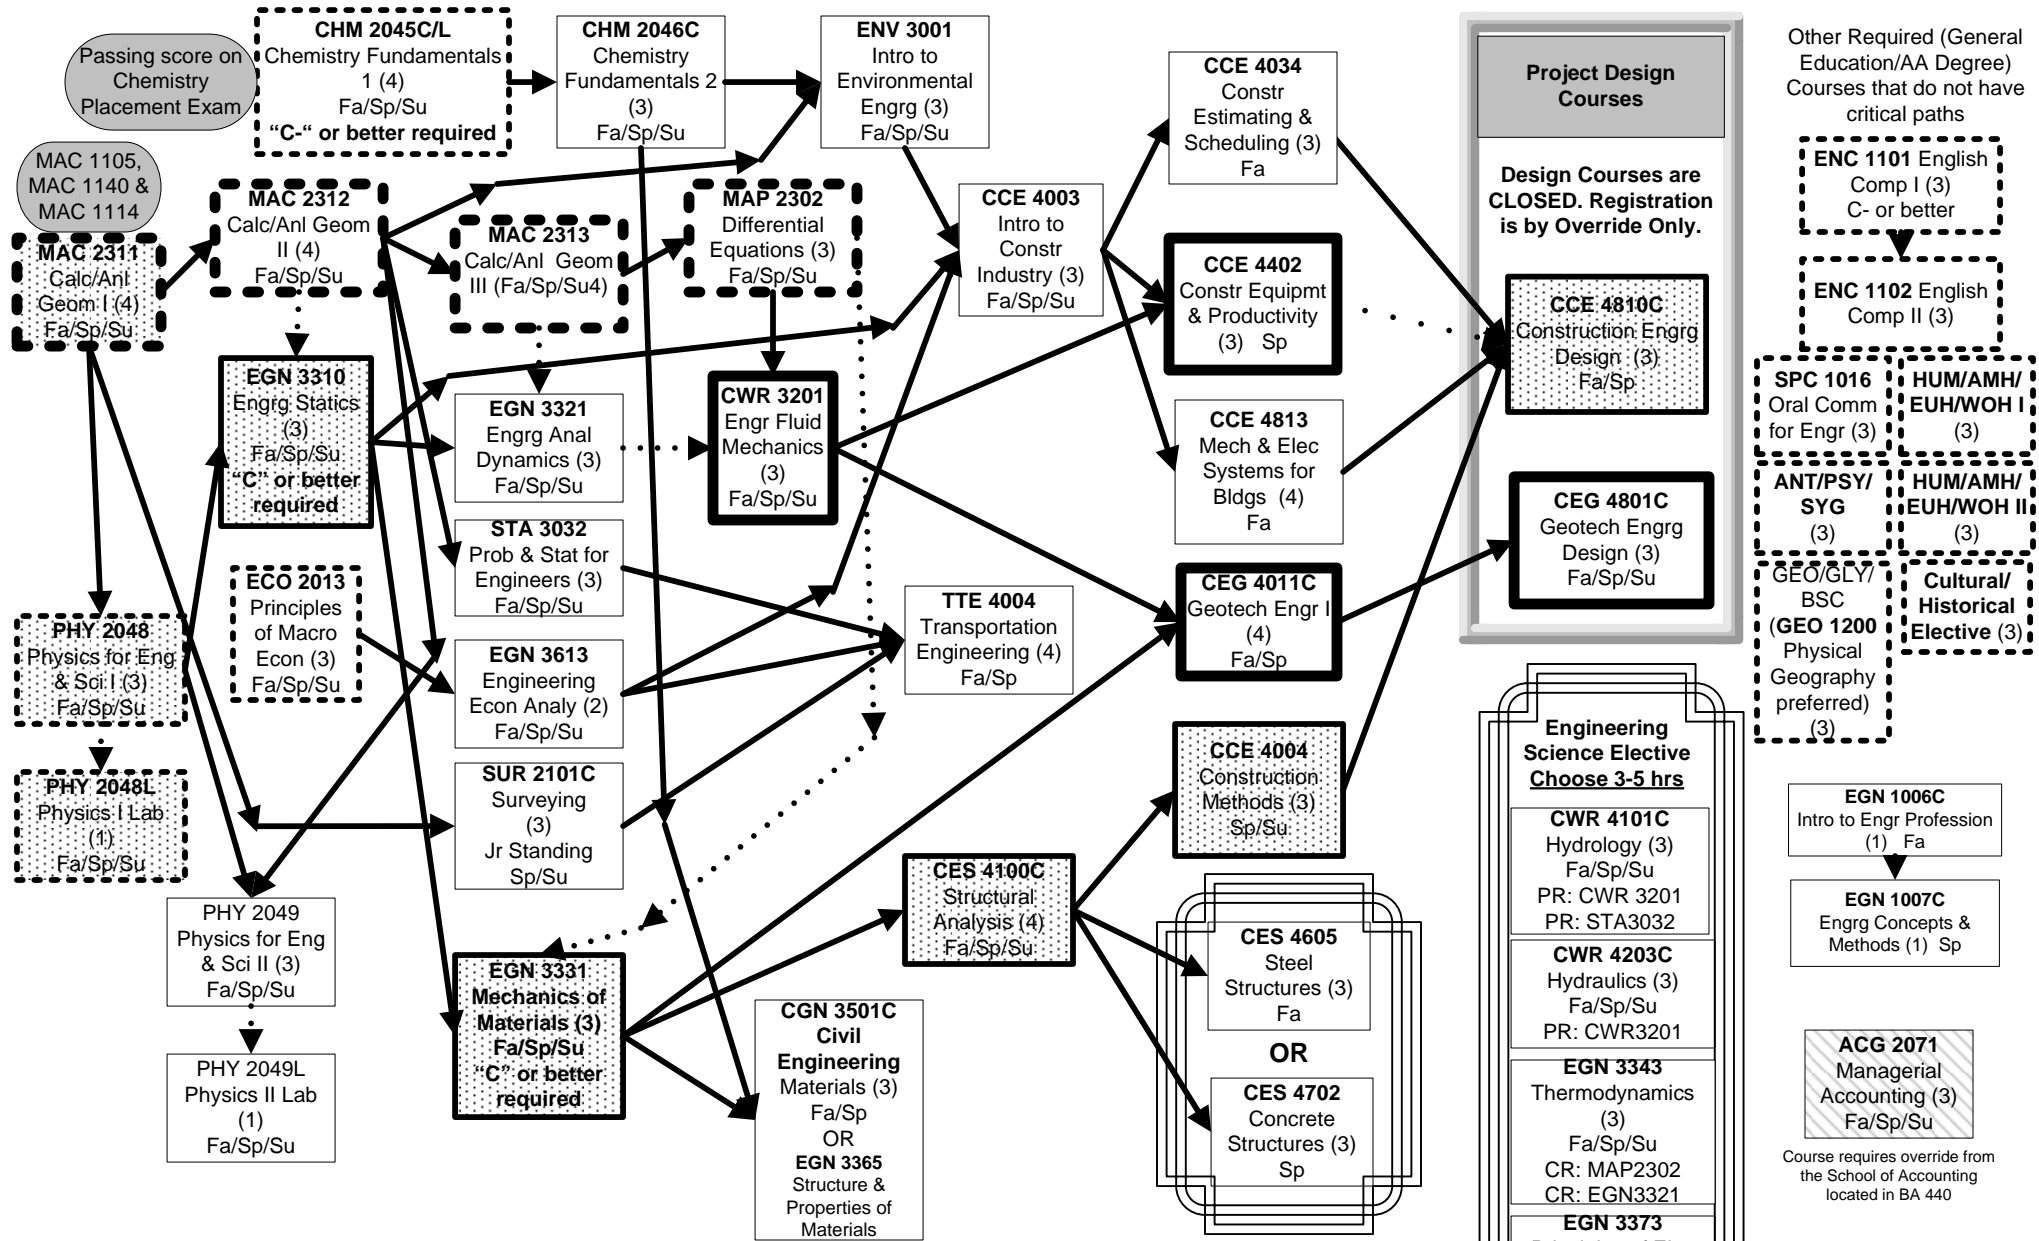 Passing score on
Chemistry
Placement Exam
CHM 2045C/L
Chemistry Fundamentals
1 (4)
Fa/Sp/Su
“C-“ or better required
CHM 2046C
Chemistry
Fundamentals 2
(3)
Fa/Sp/Su
ENV 3001
Intro to
Environmental
Engrg (3)
Fa/Sp/Su
MAC 1105,
MAC 1140 &
MAC 1114
MAC 2311
Calc/Anl
Geom I (4)
Fa/Sp/Su
MAC 2312
Calc/Anl Geom
II (4)
Fa/Sp/Su
MAC 2313
Calc/Anl Geom
III (Fa/Sp/Su4)
MAP 2302
Differential
Equations (3)
Fa/Sp/Su
CCE 4003
Intro to
Constr
Industry (3)
Fa/Sp/Su
EGN 3310
Engrg Statics
(3)
Fa/Sp/Su
“C” or better
required
EGN 3321
Engrg Anal
Dynamics (3)
Fa/Sp/Su
CWR 3201
Engr Fluid
Mechanics
(3)
Fa/Sp/Su
STA 3032
Prob & Stat for
Engineers (3)
Fa/Sp/Su
ECO 2013
Principles
of Macro
Econ (3)
Fa/Sp/Su
EGN 3613
Engineering
Econ Analy (2)
Fa/Sp/Su
TTE 4004
Transportation
Engineering (4)
Fa/Sp
PHY 2048
Physics for Eng
& Sci I (3)
Fa/Sp/Su
PHY 2048L
Physics I Lab
(1)
Fa/Sp/Su
SUR 2101C
Surveying
(3)
Jr Standing
Sp/Su
PHY 2049
Physics for Eng
& Sci II (3)
Fa/Sp/Su
PHY 2049L
Physics II Lab
(1)
Fa/Sp/Su
EGN 3331
Mechanics of
Materials (3)
Fa/Sp/Su
“C” or better
required
CES 4100C
Structural
Analysis (4)
Fa/Sp/Su
CGN 3501C
Civil
Engineering
Materials (3)
Fa/Sp
OR
EGN 3365
Structure &
Properties of
Materials
CCE 4034
Constr
Estimating &
Scheduling (3)
Fa
CCE 4402
Constr Equipmt
& Productivity
(3) Sp
CCE 4813
Mech & Elec
Systems for
Bldgs (4)
Fa
CEG 4011C
Geotech Engr I
(4)
Fa/Sp
CCE 4004
Construction
Methods (3)
Sp/Su
CES 4605
Steel
Structures (3)
Fa
OR
CES 4702
Concrete
Structures (3)
Sp
Project Design
Courses
Design Courses are
CLOSED. Registration
is by Override Only.
CCE 4810C
Construction Engrg
Design (3)
Fa/Sp
CEG 4801C
Geotech Engrg
Design (3)
Fa/Sp/Su
Engineering
Science Elective
Choose 3-5 hrs
CWR 4101C
Hydrology (3)
Fa/Sp/Su
PR: CWR 3201
PR: STA3032
CWR 4203C
Hydraulics (3)
Fa/Sp/Su
PR: CWR3201
EGN 3343
Thermodynamics
(3)
Fa/Sp/Su
CR: MAP2302
CR: EGN3321
EGN 3373
Other Required (General
Education/AA Degree)
Courses that do not have
critical paths
ENC 1101 English
Comp I (3)
C- or better
ENC 1102 English
Comp II (3)
SPC 1016
Oral Comm
for Engr (3)
HUM/AMH/
EUH/WOH I
(3)
ANT/PSY/
SYG
(3)
HUM/AMH/
EUH/WOH II
(3)
GEO/GLY/
BSC
(GEO 1200
Physical
Geography
preferred)
(3)
Cultural/
Historical
Elective (3)
EGN 1006C
Intro to Engr Profession
(1) Fa
EGN 1007C
Engrg Concepts &
Methods (1) Sp
ACG 2071
Managerial
Accounting (3)
Fa/Sp/Su
Course requires override from
the School of Accounting
located in BA 440